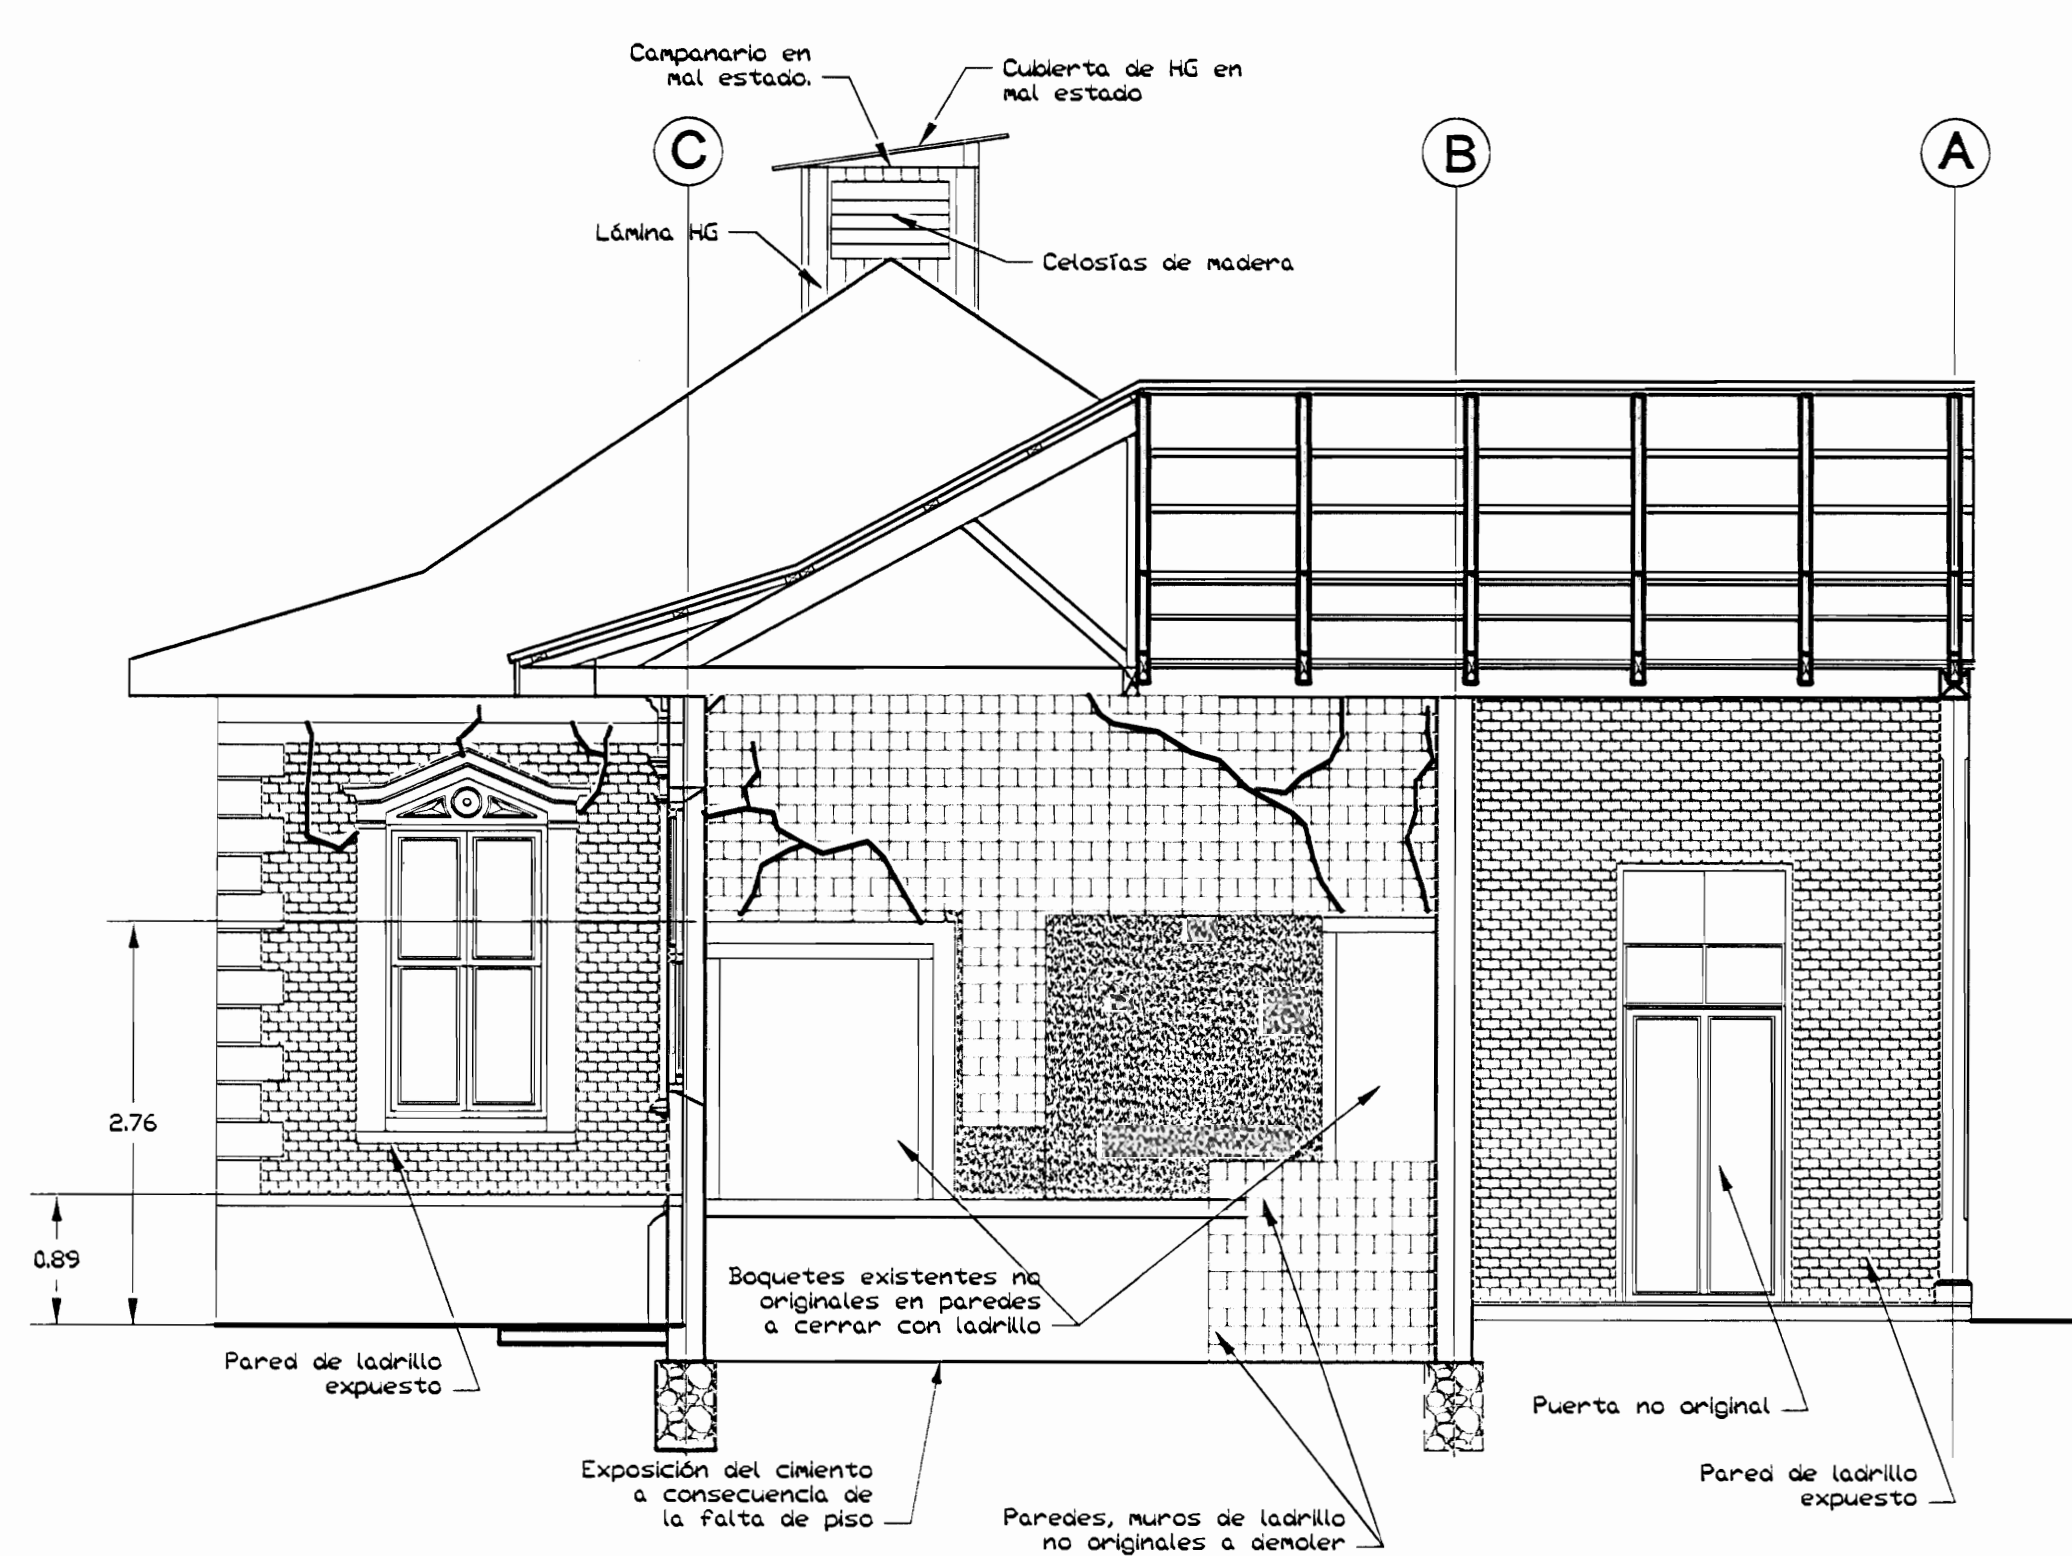 Campanario en
mal estado.
Cubierta de HG en
mal estado
C
B
A
Lámina HG
Celosías de madera
2.76
0.89
Boquetes existentes no
originales en paredes
a cerrar con ladrillo
Pared de ladrillo
expuesto
Puerta no original
Exposición del cimiento
a consecuencia de
la falta de piso
Paredes, muros de ladrillo
no originales a demoler
Pared de ladrillo
expuesto